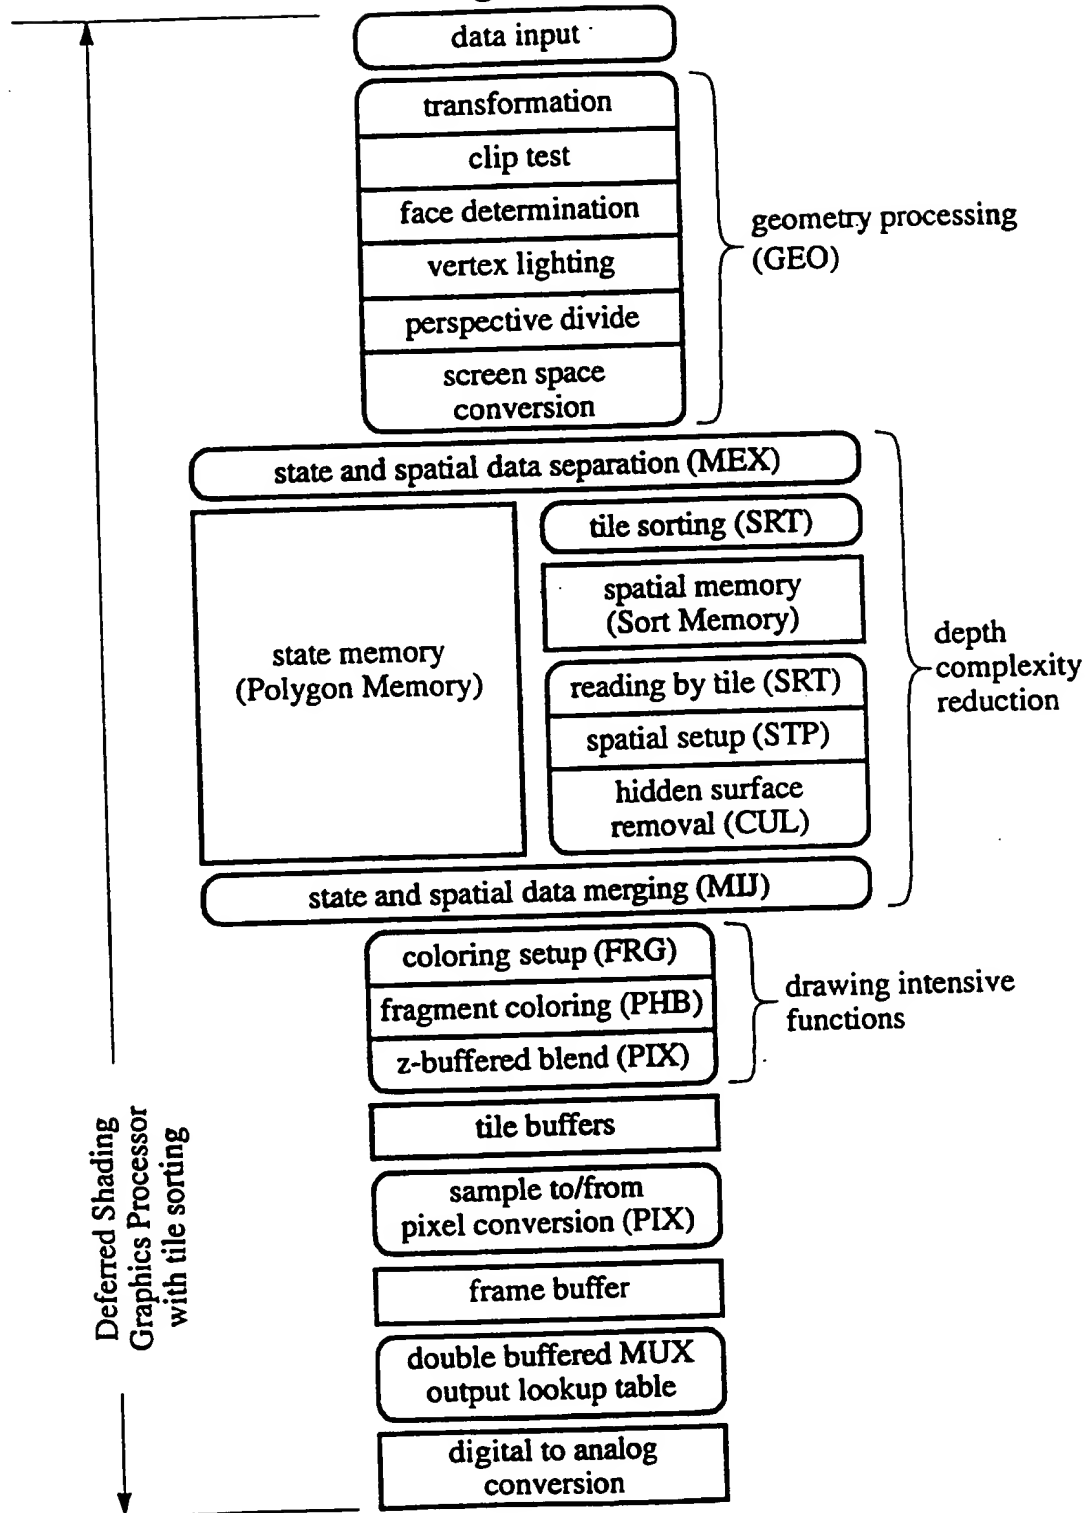 data input
transformation
clip test
face determination
vertex lighting
perspective divide
screen space
conversion
geometry processing
(GEO)
state and spatial data separation (MEX)
state memory
(Polygon Memory)
tile sorting (SRT)
spatial memory
(Sort Memory)
reading by tile (SRT)
spatial setup (STP)
hidden surface
removal (CUL)
depth
complexity
reduction
state and spatial data merging (MIJ)
coloring setup (FRG)
fragment coloring (PHB)
z-buffered blend (PIX)
drawing intensive
functions
tile buffers
sample to/from
pixel conversion (PIX)
frame buffer
double buffered MUX
output lookup table
digital to analog
conversion
Deferred Shading
Graphics Processor
with tile sorting